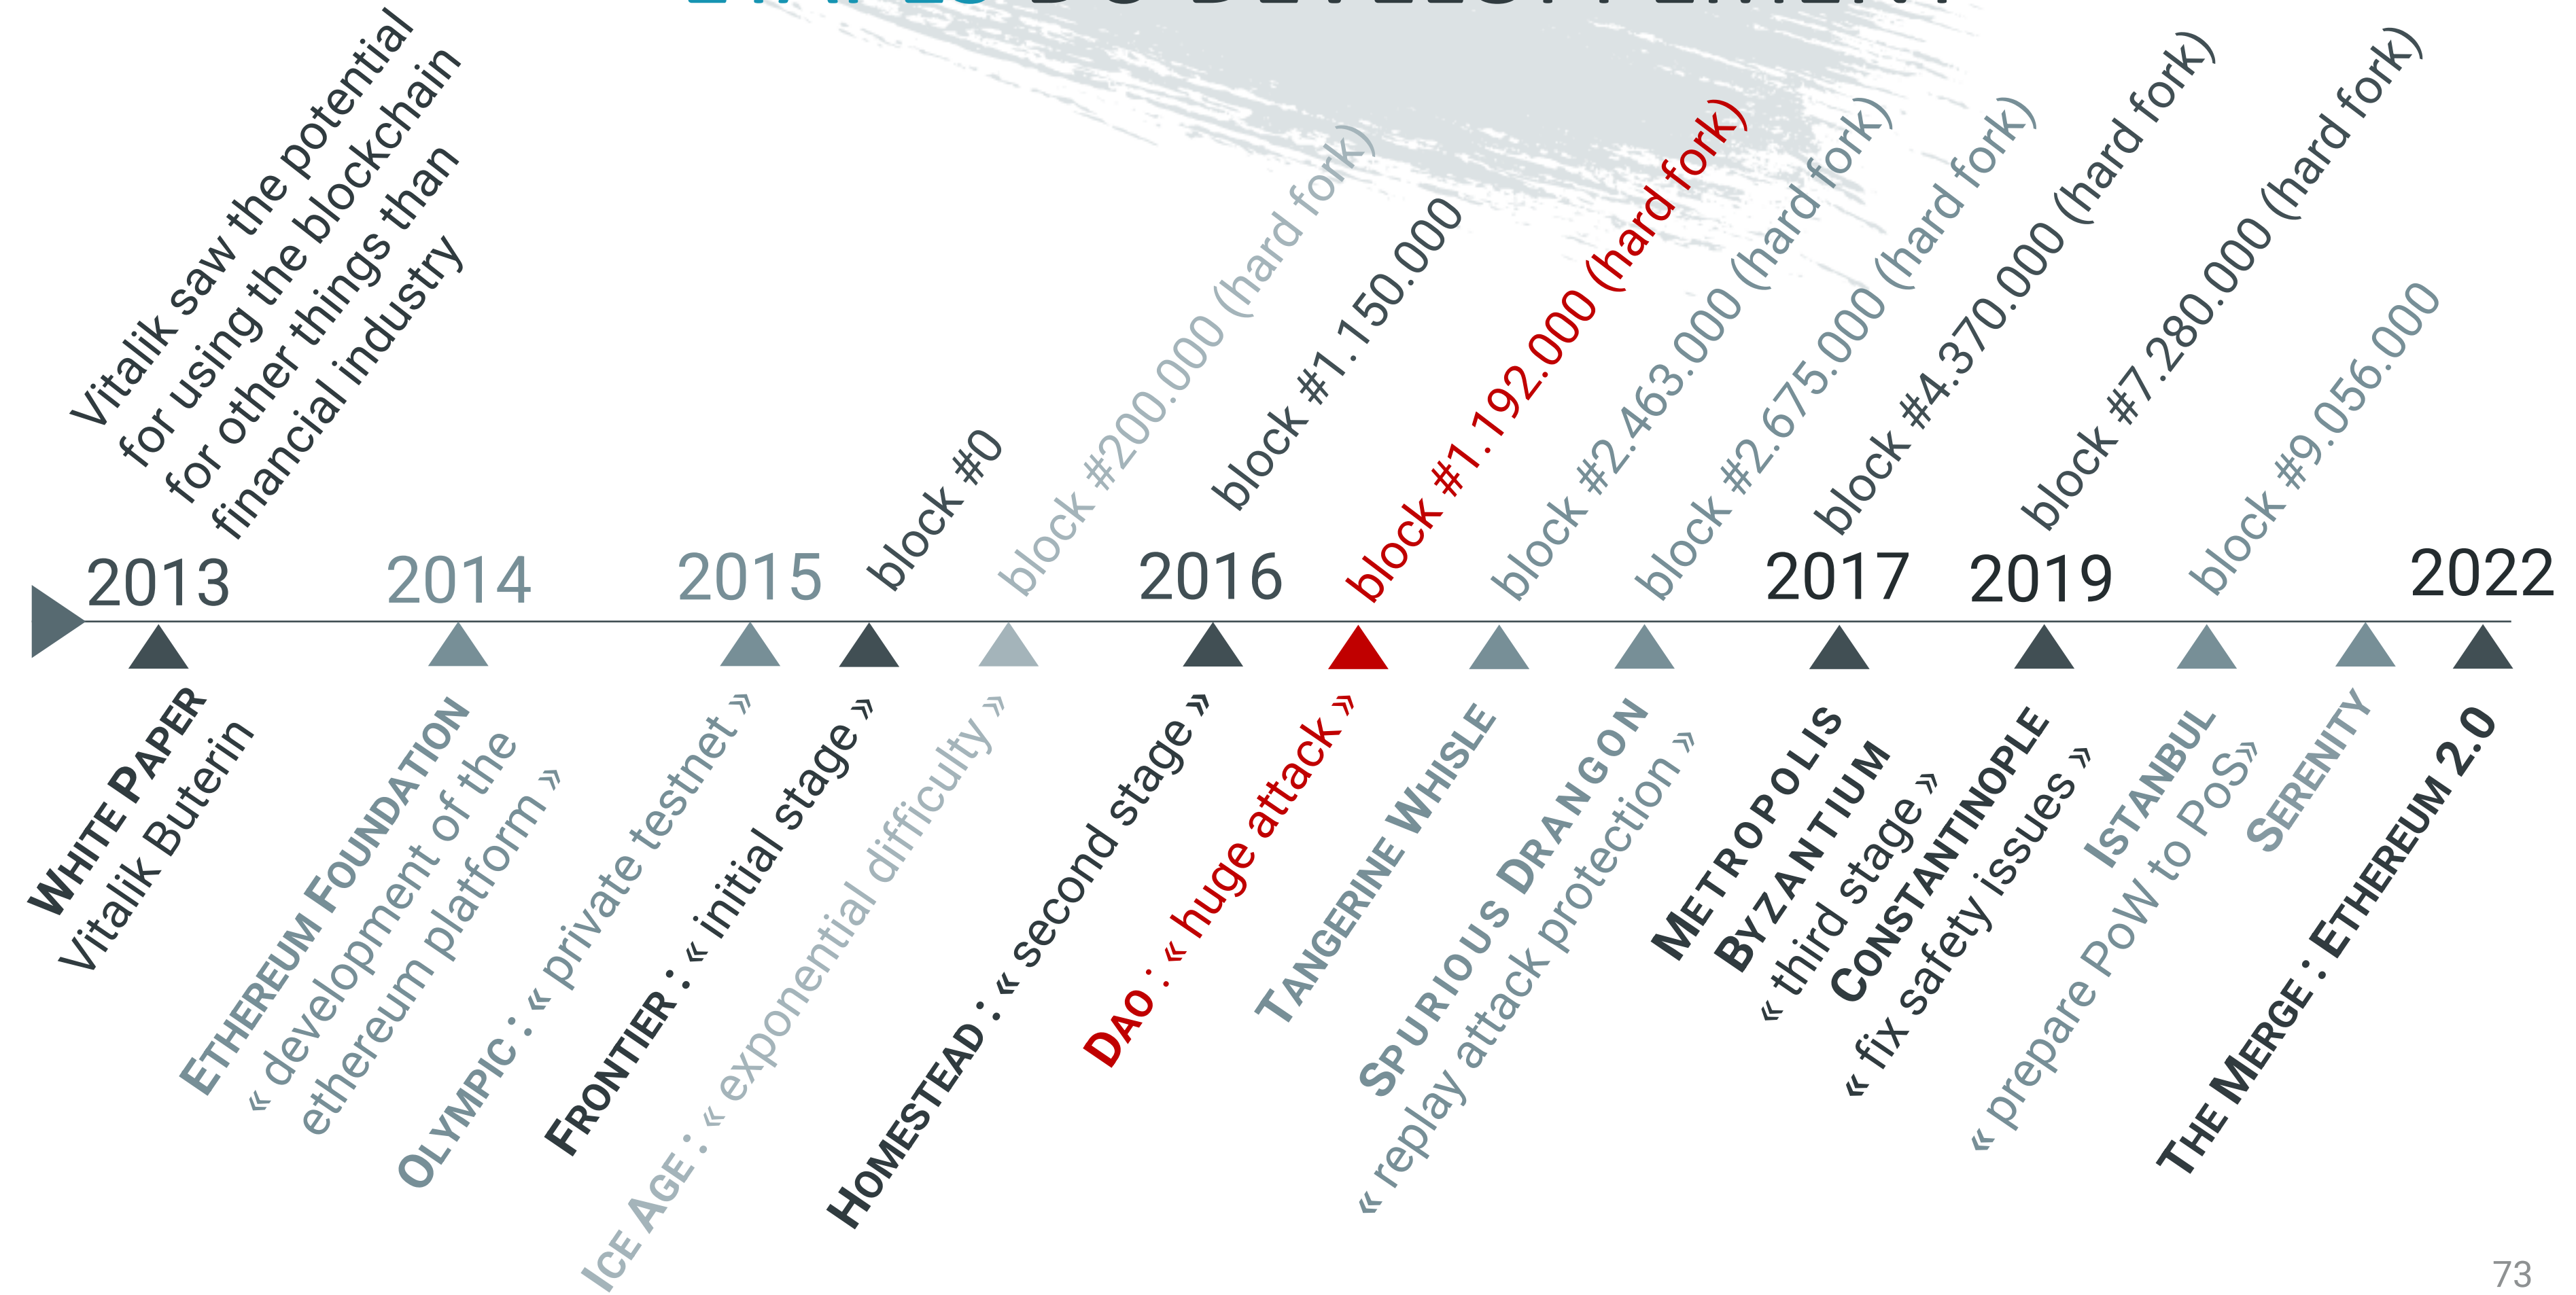 Vitalik saw the potential
for using the blockchain
for other things than
financial industry
block #0
block #200.000 (hard fork)
block #1.150.000
block #1.192.000 (hard fork)
block #2.463.000 (hard fork)
block #2.675.000 (hard fork)
block #4.370.000 (hard fork)
block #7.280.000 (hard fork)
block #9.056.000
2013
2014
2015
2016
2017
2019
2022
WHITE PAPER
Vitalik Buterin
ETHEREUM FOUNDATION
« development of the
ethereum platform »
OLYMPIC : « private testnet »
FRONTIER : « initial stage »
ICE AGE : « exponential difficulty »
HOMESTEAD : « second stage »
DAO : « huge attack »
TANGERINE WHISLE
SPURIOUS DRANGON
« replay attack protection »
METROPOLIS
BYZANTIUM
« third stage »
CONSTANTINOPLE
« fix safety issues »
ISTANBUL
« prepare PoW to PoS»
SERENITY
THE MERGE : ETHEREUM 2.0
73